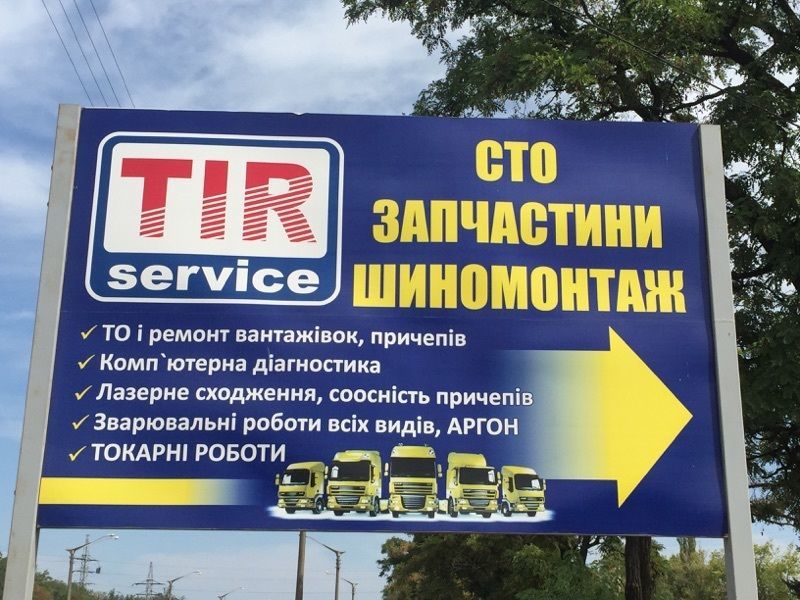 TIR
service
СТО
ЗАПЧАСТИНИ
ШИНОМОНТАЖ
ТО і ремонт вантажівок, причепів
Комп`ютерна діагностика
Лазерне сходження, соосність причепів
Зварювальні роботи всіх видів, АРГОН
ТОКАРНІ РОБОТИ